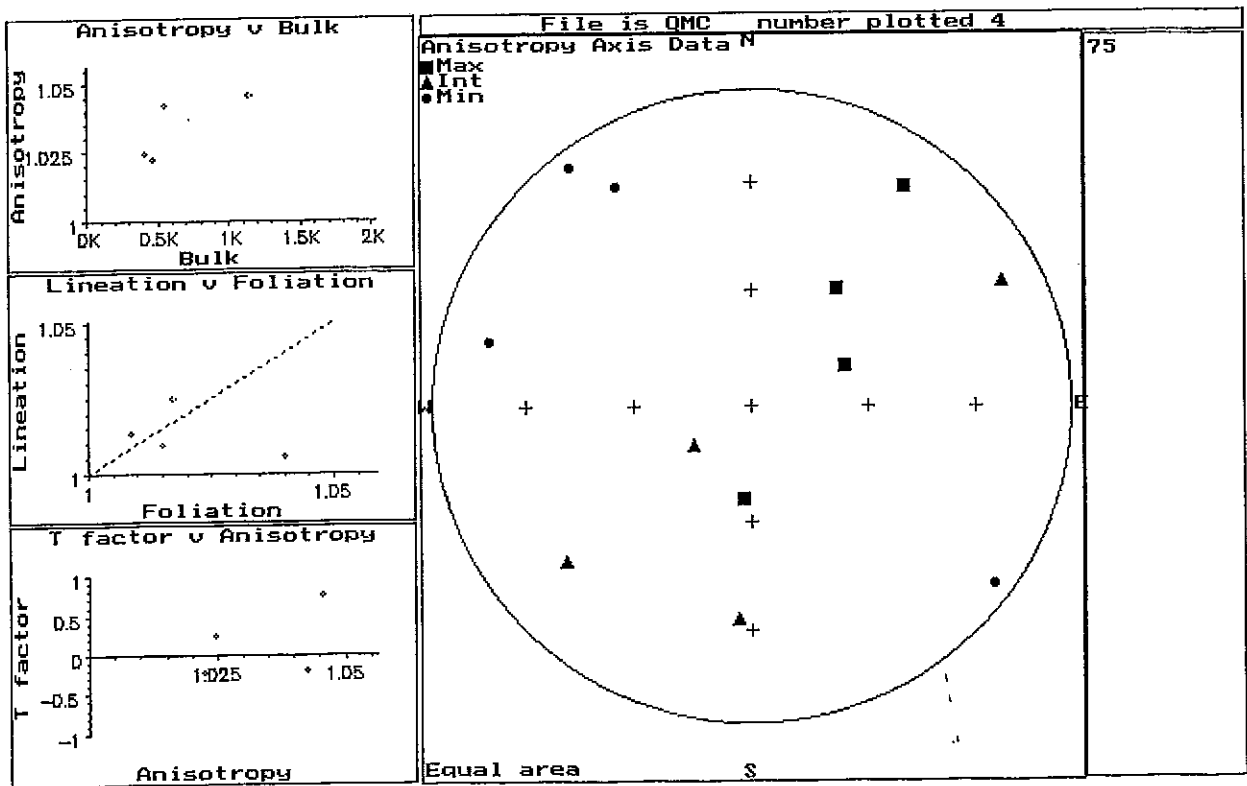 File is QMC number plotted 4
Anisotropy v Bulk
Anisotropy
1.05
1.025
1
0K 0.5K 1K 1.5K 2K
Bulk
Lineation v Foliation
Lineation
1.05
1
1 1.05
Foliation
T factor v Anisotropy
T factor
1
0.5
0
-0.5
-1
1.025 1.05
Anisotropy
Anisotropy Axis Data
Max
Int
Min
N
W
E
S
Equal area
75